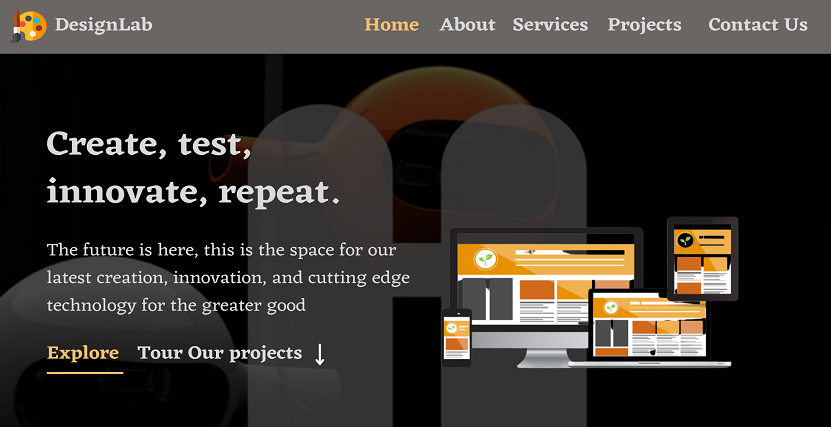 DesignLab
Home About Services Projects Contact Us
Create, test,
innovate, repeat.
The future is here, this is the space for our
latest creation, innovation, and cutting edge
technology for the greater good
Explore Tour Our projects ↓